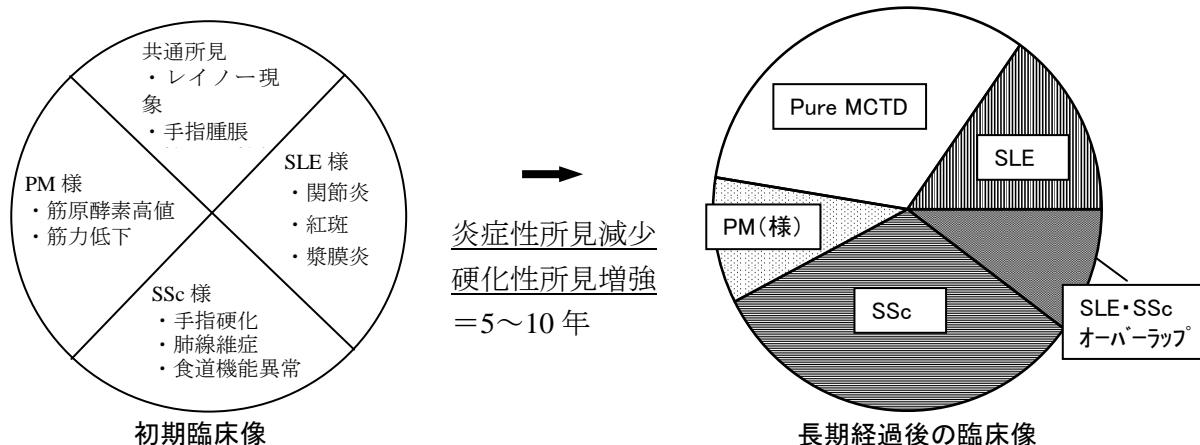 共通所見
・レイノー現
象
・手指腫脹
PM 様
・筋原酵素高値
・筋力低下
SLE 様
・関節炎
・紅斑
・漿膜炎
SSc 様
・手指硬化
・肺線維症
・食道機能異常
初期臨床像
炎症性所見減少
硬化性所見増強
=5～10 年
Pure MCTD
SLE
PM(様)
SSc
SLE・SSc
オーバーラップ
長期経過後の臨床像